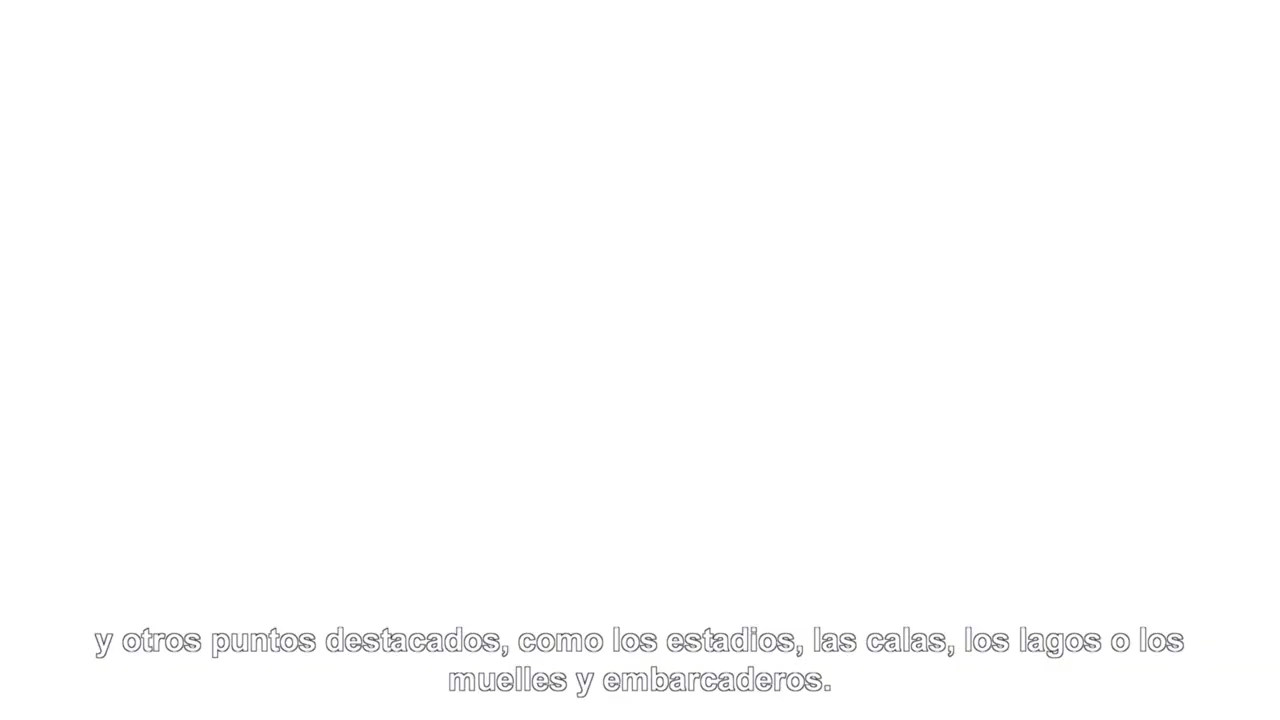 y otros puntos destacados, como los estadios, las calas, los lagos o los
muelles y embarcaderos.